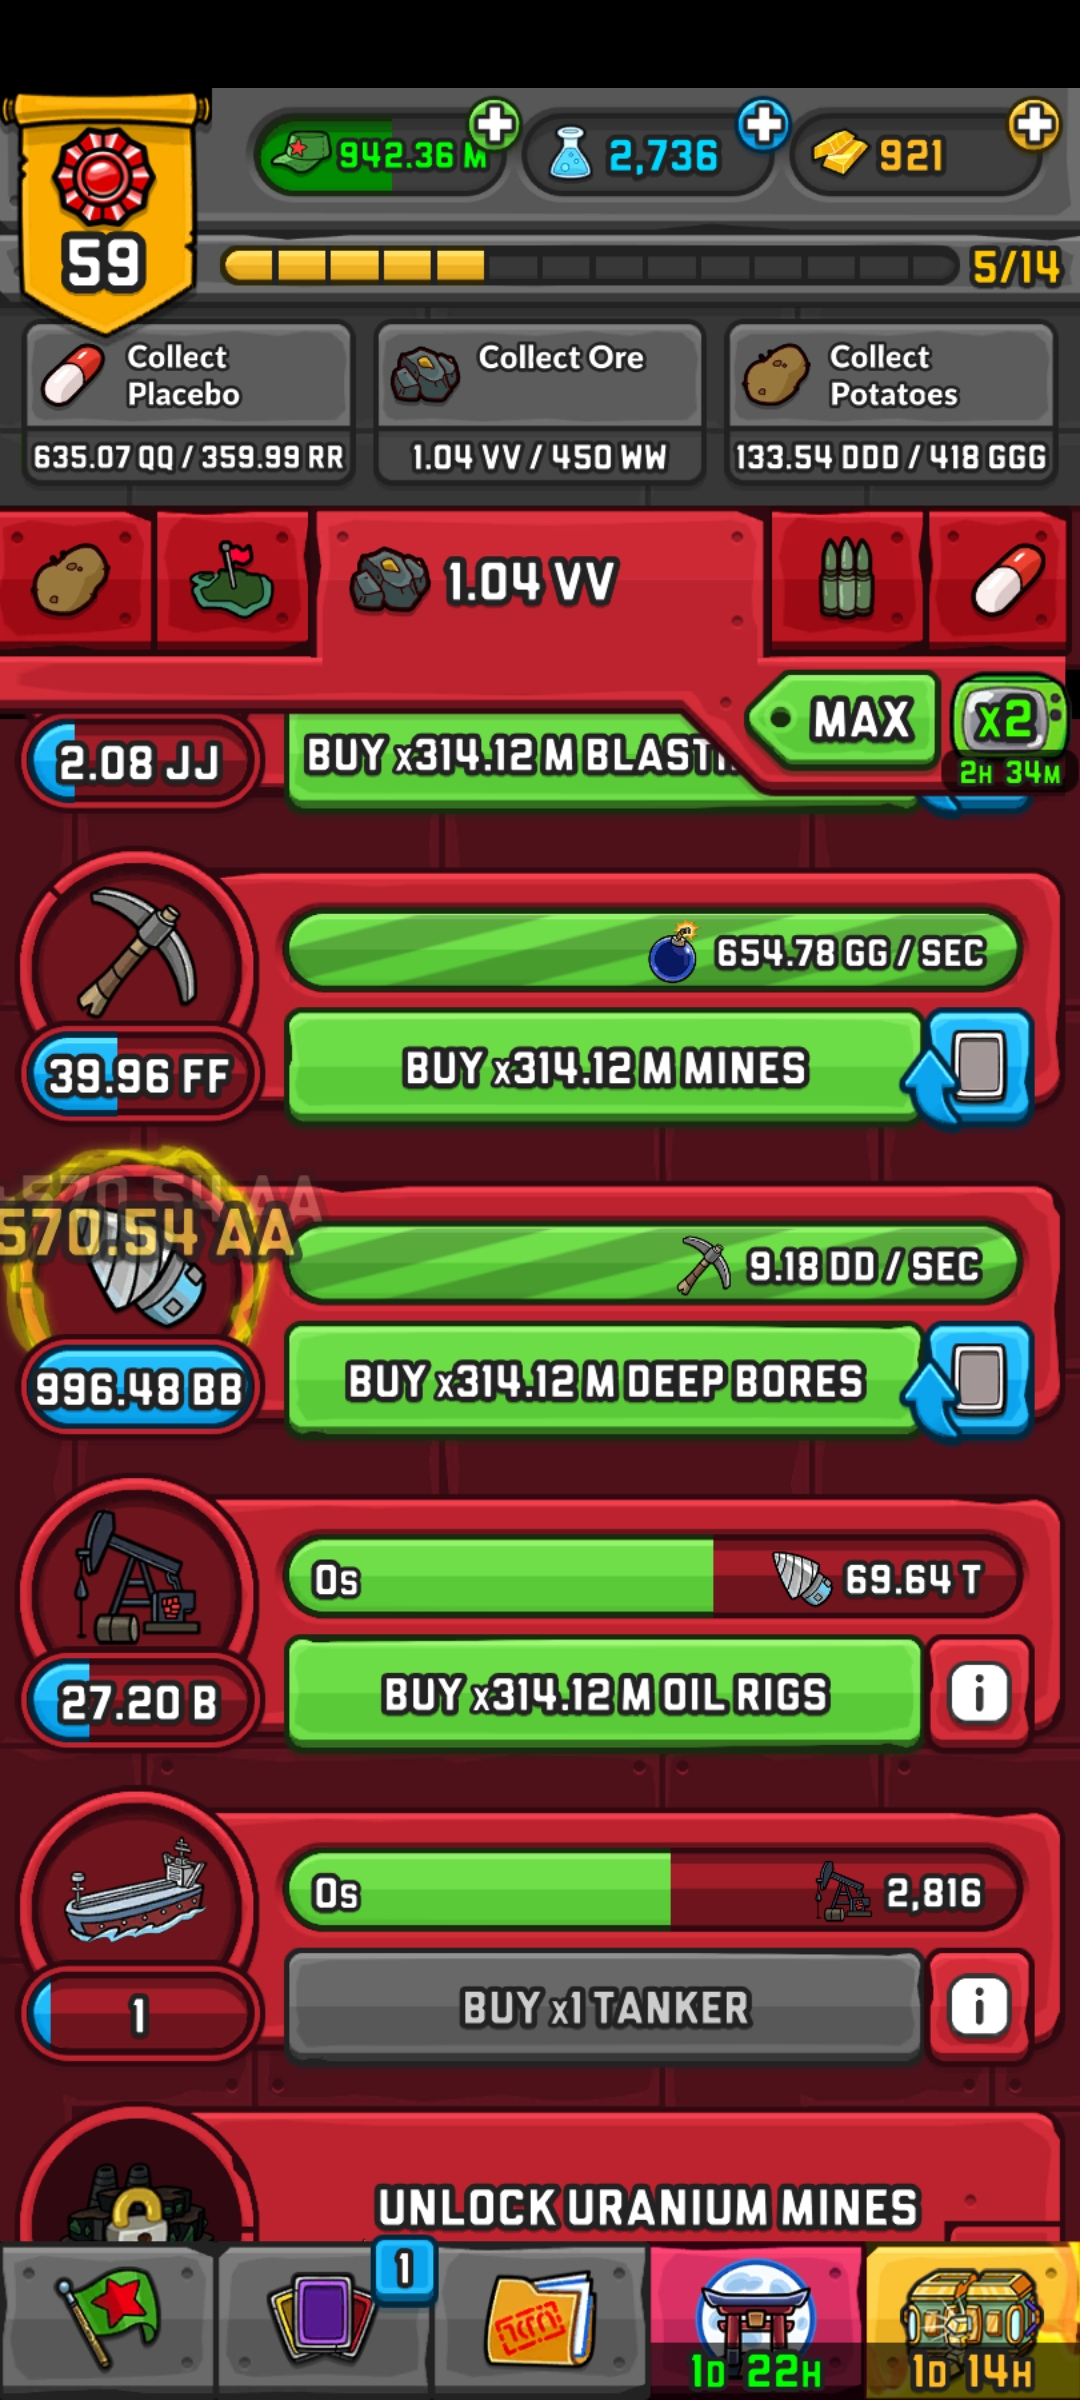 942.36 M
2,736
921
59
5/14
Collect
Placebo
635.07 QQ / 359.99 RR
Collect Ore
1.04 VV / 450 WW
Collect
Potatoes
133.54 DDD / 418 GGG
1.04 VV
MAX
x2
2H 34M
2.08 JJ
BUY x314.12 M
654.78 GG / SEC
39.96 FF
BUY x314.12 M MINES
570.54 AA
570.54 AA
9.18 DD / SEC
996.48 BB
BUY x314.12 M DEEP BORES
0s
69.64 T
27.20 B
BUY x314.12 M OIL RIGS
i
0s
2,816
1
BUY x1 TANKER
i
UNLOCK URANIUM MINES
1
1D 22H
1D 14H